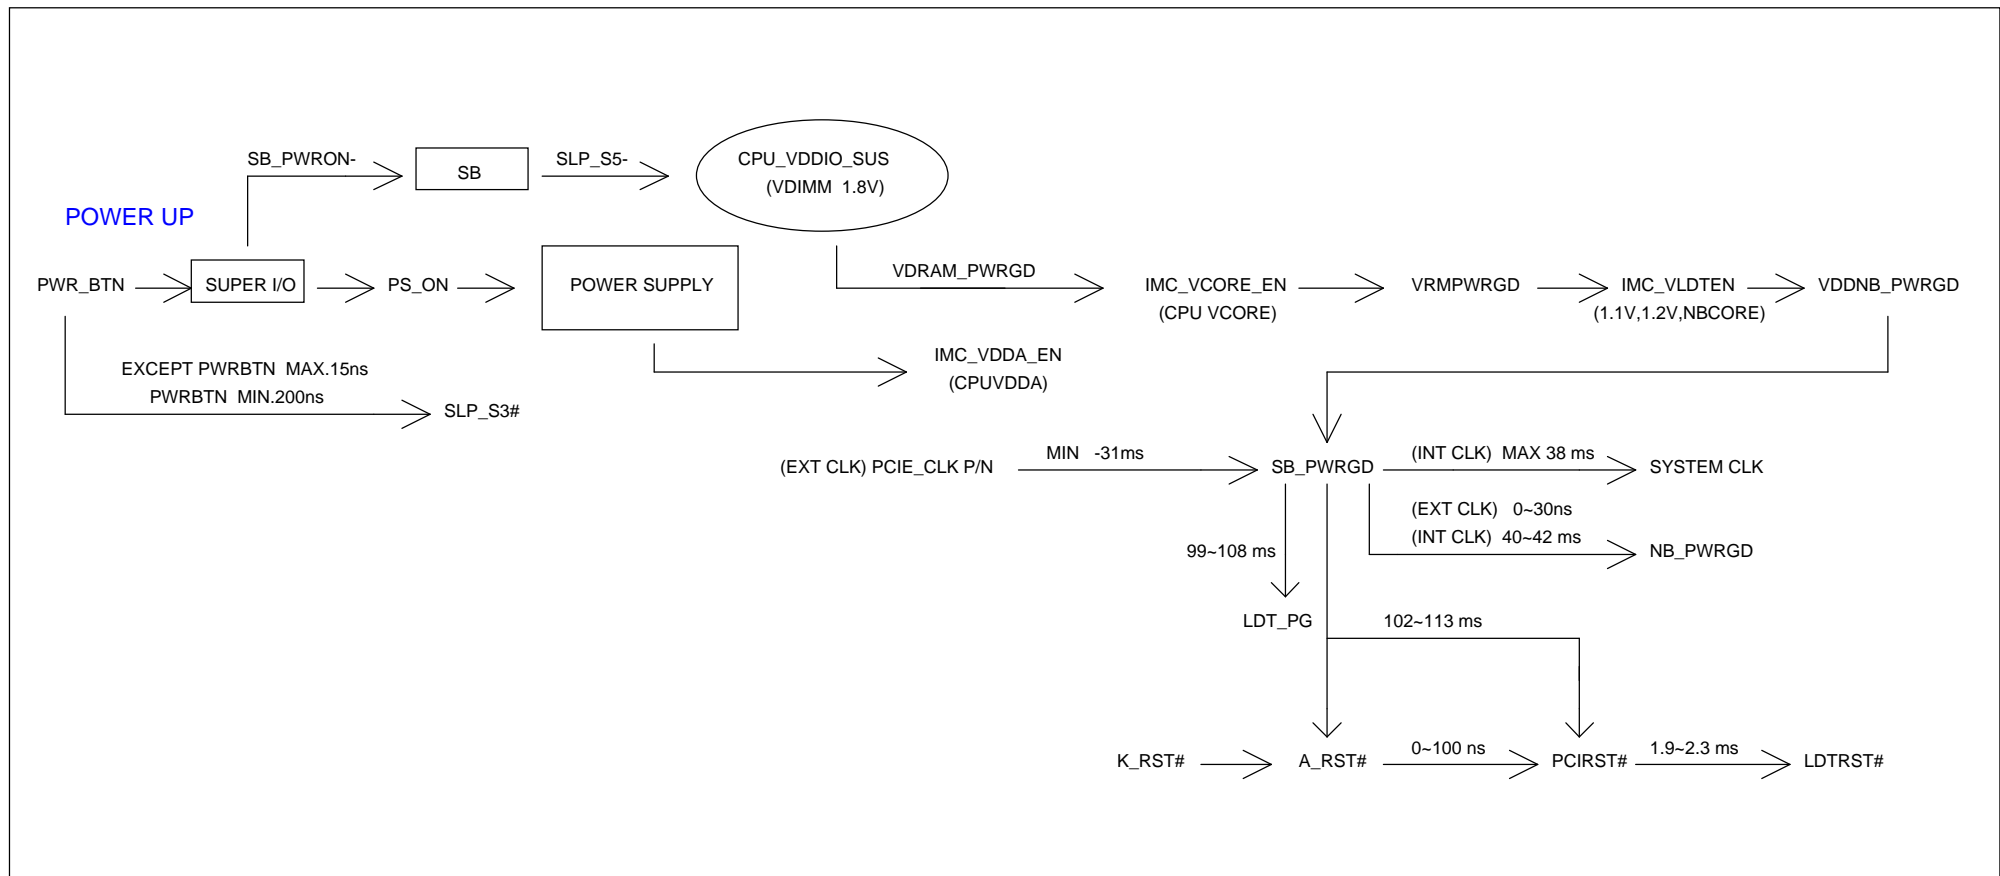 SB_PWRON-
SB
SLP_S5-
CPU_VDDIO_SUS
(VDIMM 1.8V)
POWER UP
PWR_BTN
SUPER I/O
PS_ON
POWER SUPPLY
VDRAM_PWRGD
IMC_VCORE_EN
(CPU VCORE)
VRMPWRGD
IMC_VLDTEN
(1.1V,1.2V,NBCORE)
VDDNB_PWRGD
EXCEPT PWRBTN MAX.15ns
PWRBTN MIN.200ns
SLP_S3#
IMC_VDDA_EN
(CPUVDDA)
(EXT CLK) PCIE_CLK P/N
MIN -31ms
SB_PWRGD
(INT CLK) MAX 38 ms
SYSTEM CLK
(EXT CLK) 0~30ns
(INT CLK) 40~42 ms
NB_PWRGD
99~108 ms
LDT_PG
102~113 ms
K_RST#
A_RST#
0~100 ns
PCIRST#
1.9~2.3 ms
LDTRST#